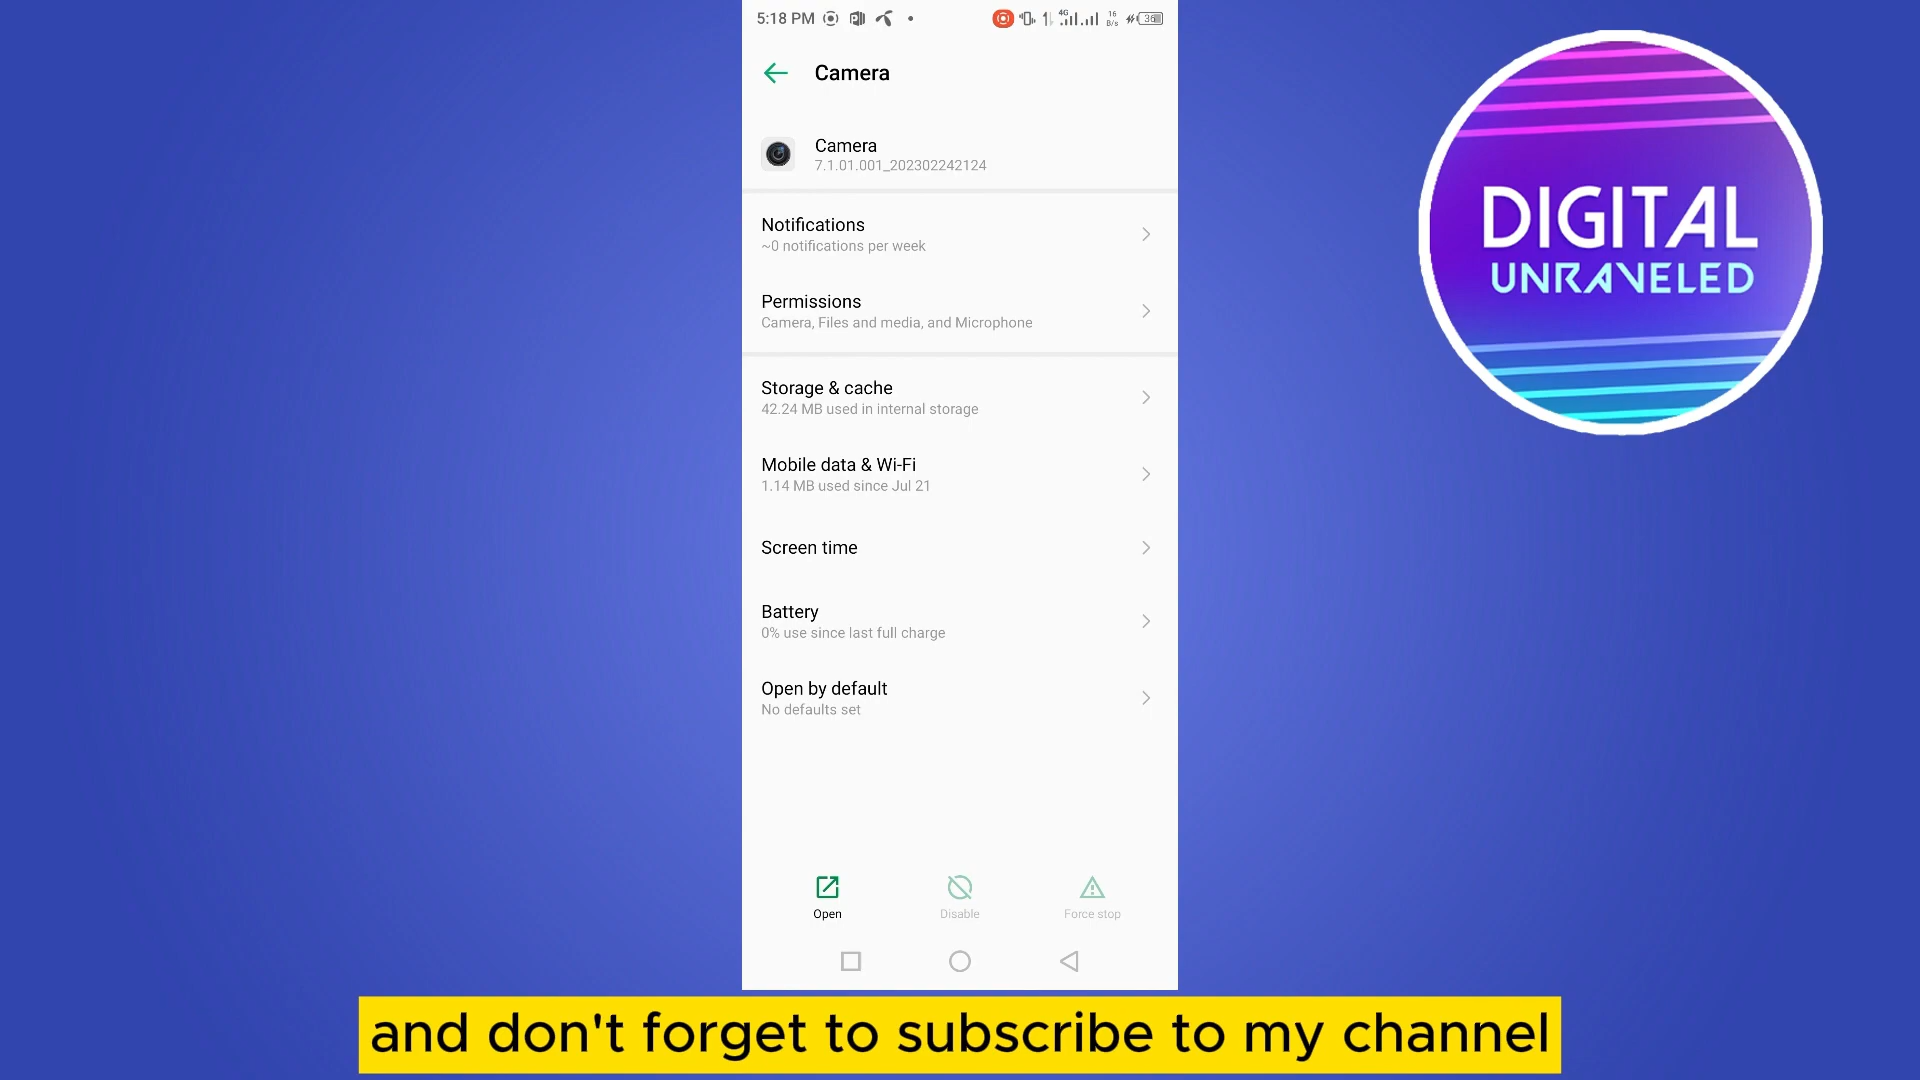 5:18 PM
4G
16
B/s
36
Camera
Camera
7.1.01.001_202302242124
Notifications
~0 notifications per week
Permissions
Camera, Files and media, and Microphone
Storage & cache
42.24 MB used in internal storage
Mobile data & Wi-Fi
1.14 MB used since Jul 21
Screen time
Battery
0% use since last full charge
Open by default
No defaults set
Open
Disable
Force stop
DIGITAL
UNRAVELED
and don't forget to subscribe to my channel